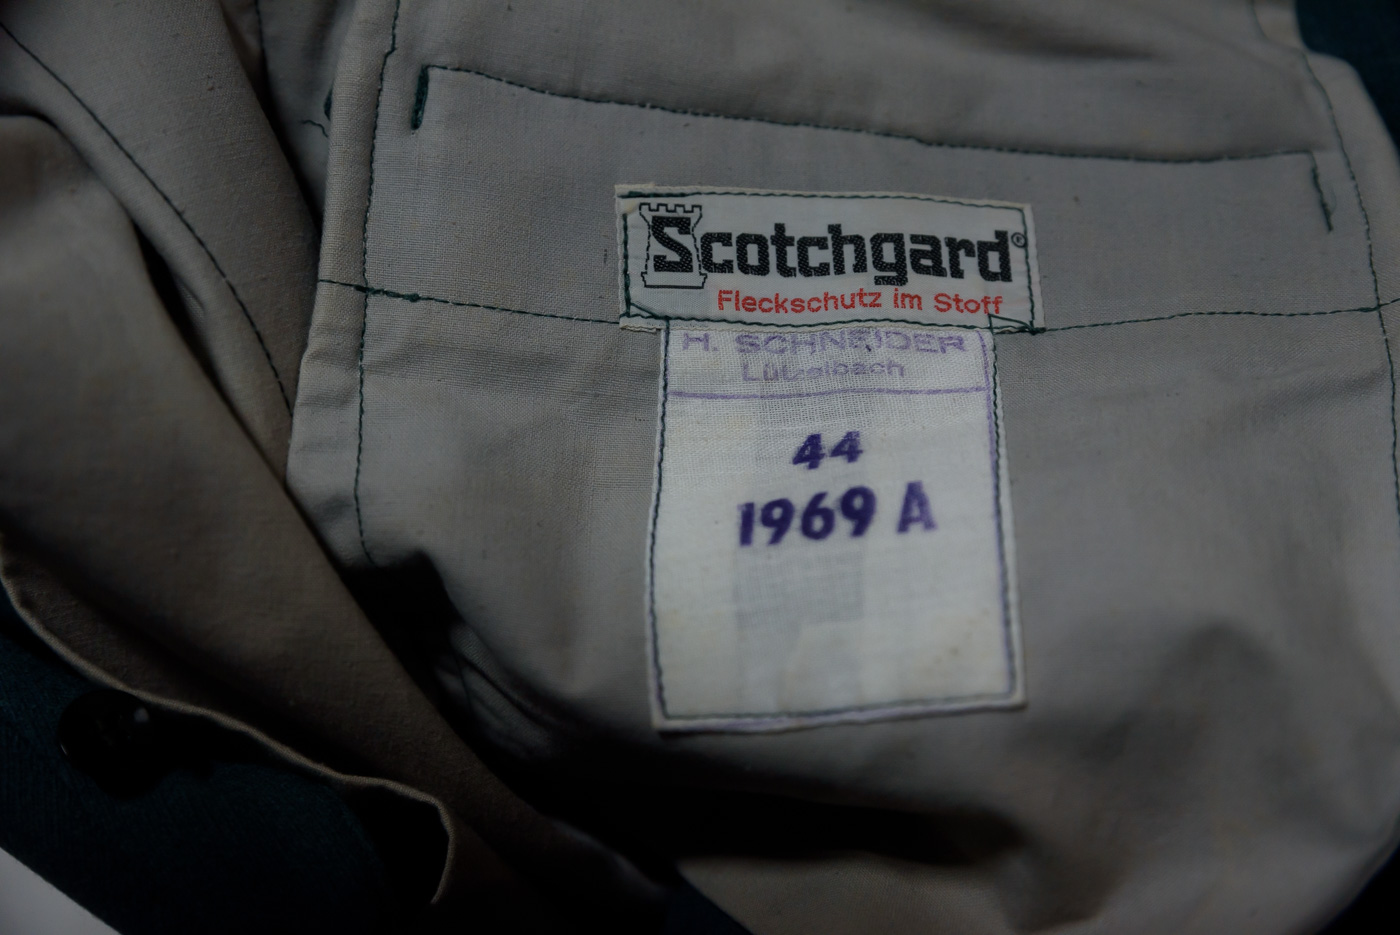 Scotchgard®
Fleckschutz im Stoff
H. SCHNEIDER
44
1969 A